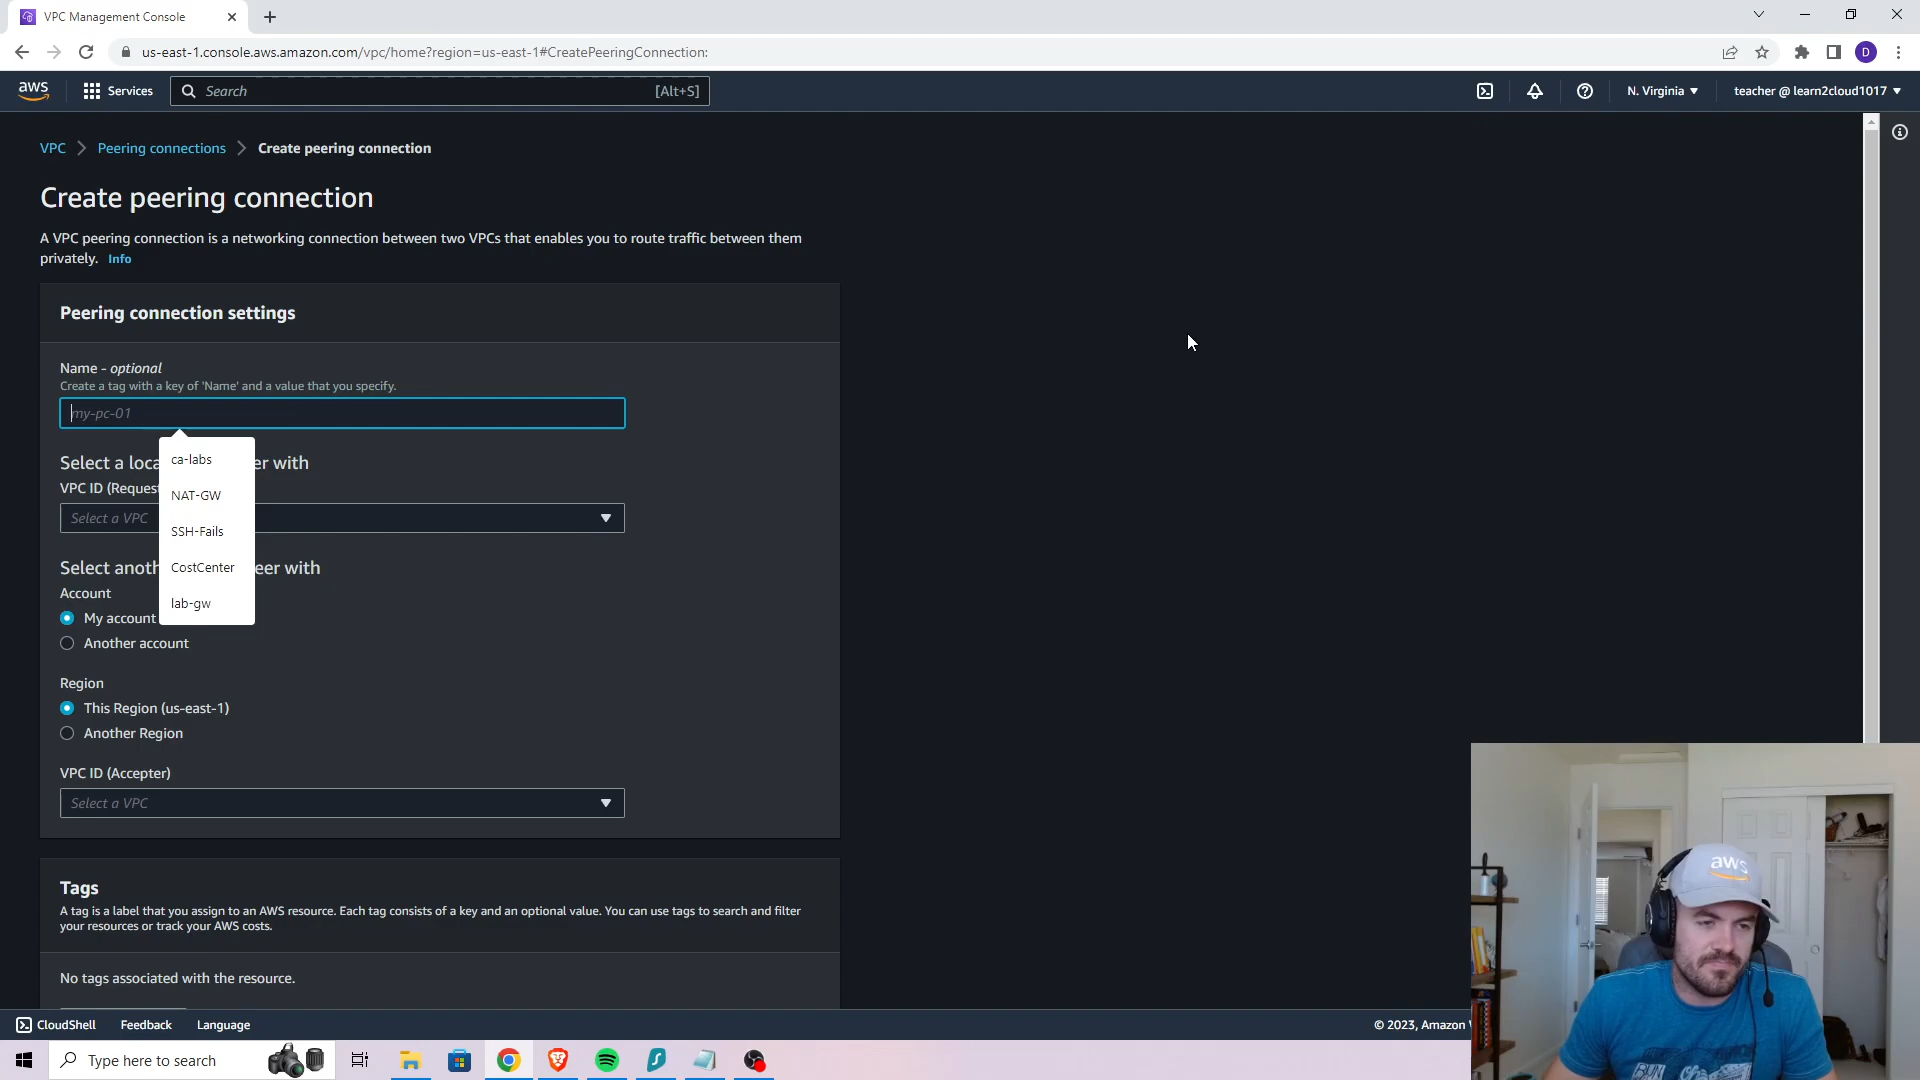 VPC Management Console
us-east-1.console.aws.amazon.com/vpc/home?region=us-east-1#CreatePeeringConnection:
D
aws
Services
Search
[Alt+S]
N. Virginia
teacher @ learn2cloud1017
VPC
Peering connections
Create peering connection
Create peering connection
A VPC peering connection is a networking connection between two VPCs that enables you to route traffic between them
privately. Info
Peering connection settings
Name - optional
Create a tag with a key of 'Name' and a value that you specify.
my-pc-01
ca-labs
NAT-GW
SSH-Fails
CostCenter
lab-gw
Select a loca er with
VPC ID (Request
Select a VPC
Select anoth eer with
Account
My account
Another account
Region
This Region (us-east-1)
Another Region
VPC ID (Accepter)
Select a VPC
Tags
A tag is a label that you assign to an AWS resource. Each tag consists of a key and an optional value. You can use tags to search and filter
your resources or track your AWS costs.
No tags associated with the resource.
aws
CloudShell
Feedback
Language
© 2023, Amazon
Type here to search